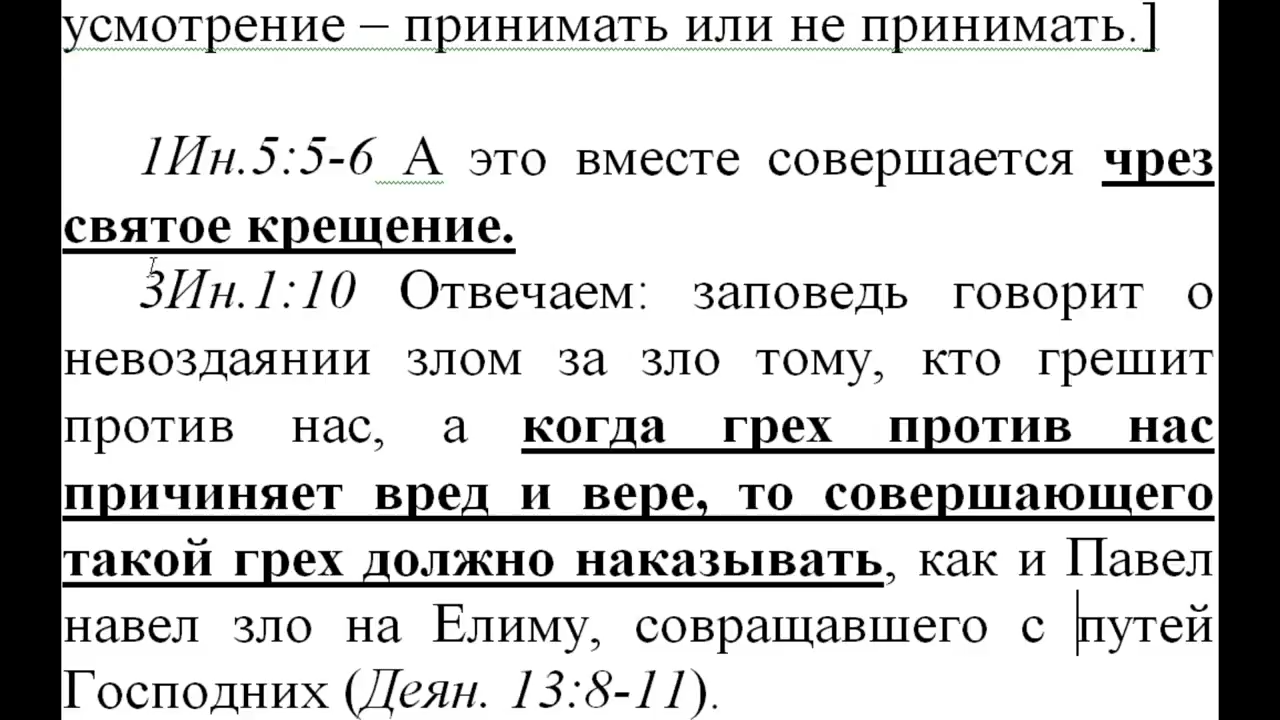 усмотрение – принимать или не принимать.]
1Ин.5:5-6 А это вместе совершается чрез
святое крещение.
3Ин.1:10 Отвечаем: заповедь говорит о
невоздаянии злом за зло тому, кто грешит
против нас, а когда грех против нас
причиняет вред и вере, то совершающего
такой грех должно наказывать, как и Павел
навел зло на Елиму, совращавшего с путей
Господних (Деян. 13:8-11).